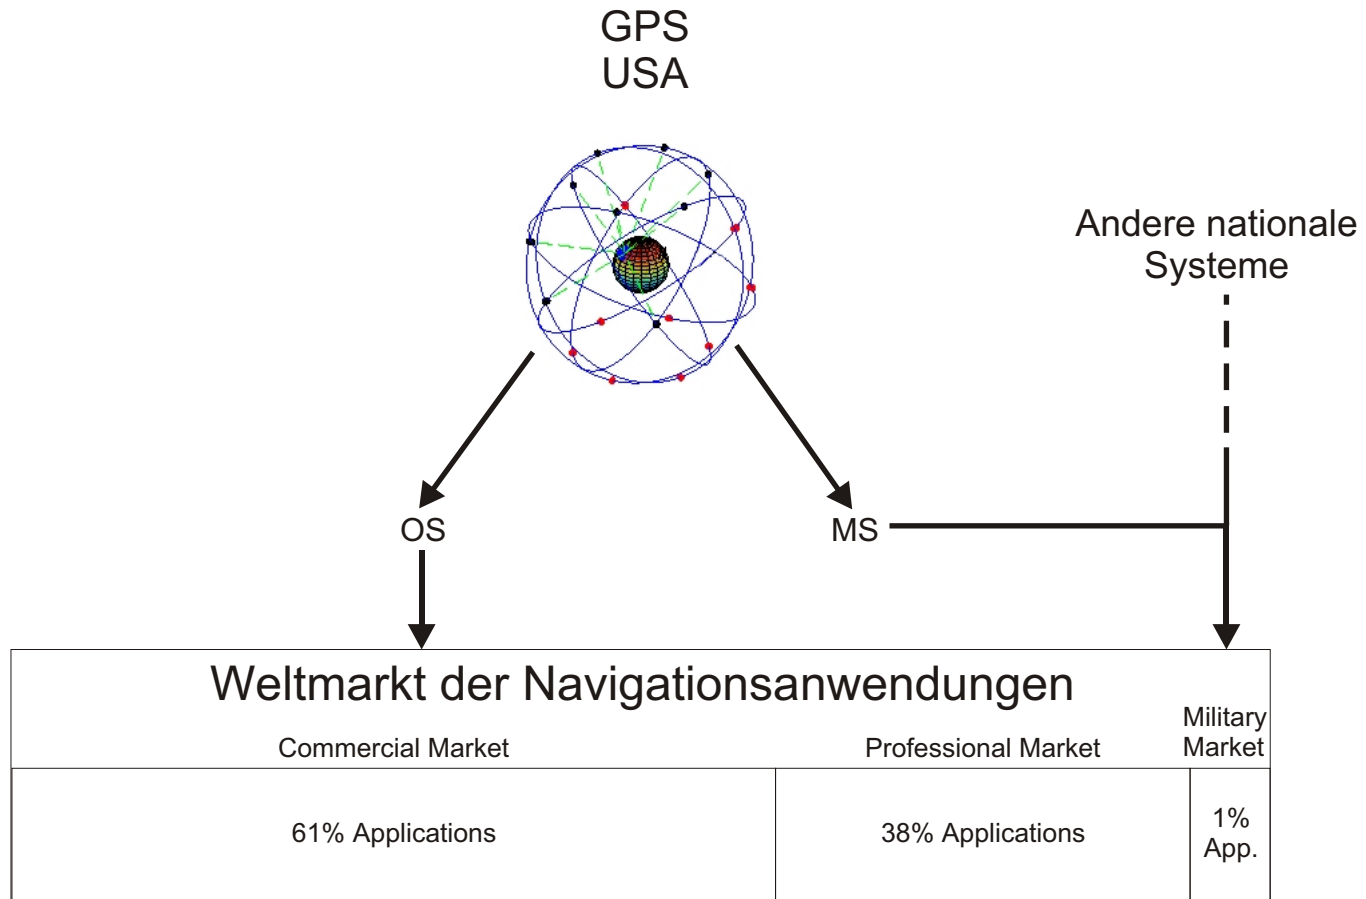 GPS
USA
Andere nationale
Systeme
OS
MS
Weltmarkt der Navigationsanwendungen
Commercial Market
Professional Market
Military
Market
61% Applications
38% Applications
1%
App.